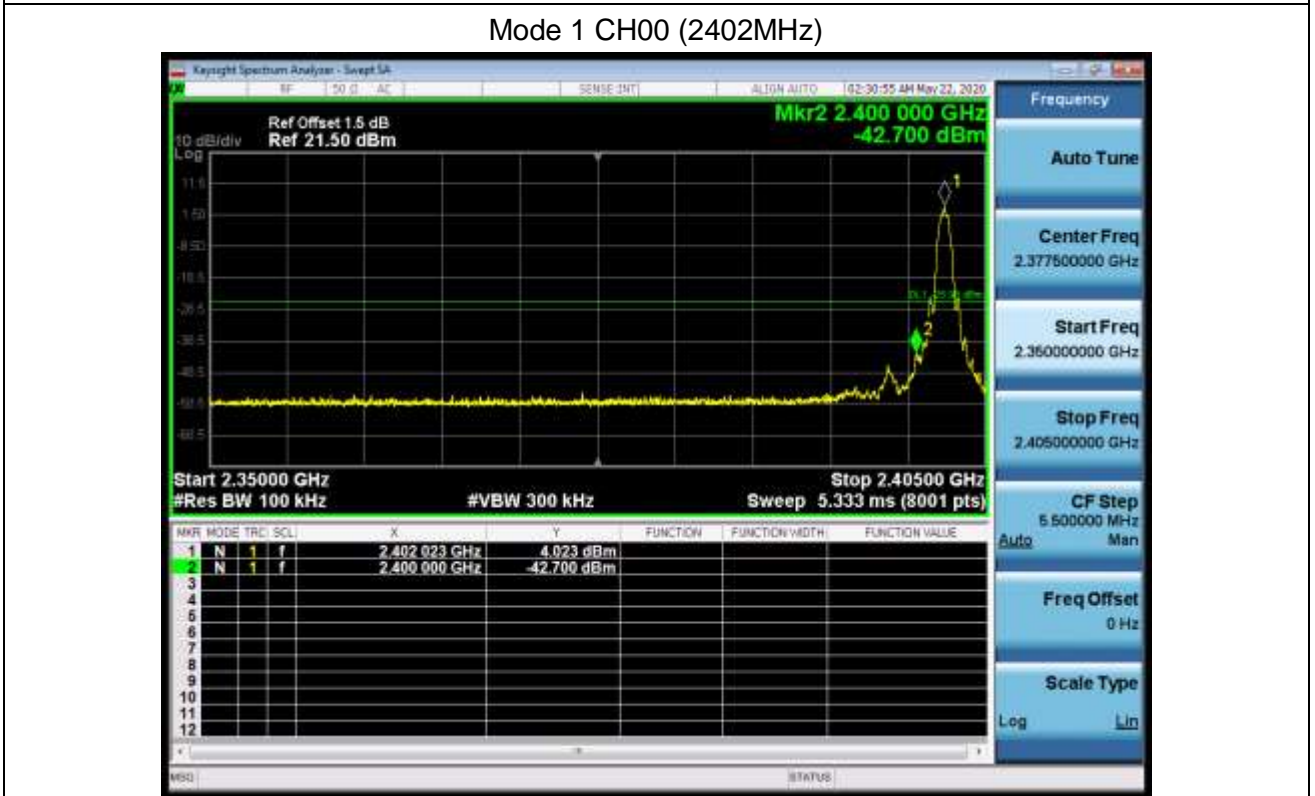 Mode 1 CH00 (2402MHz)
Keysight Spectrum Analyzer - Swept SA
RF 50 Ω AC SENSE:INT ALIGN AUTO 02:30:55 AM May 22, 2020
Mkr2 2.400 000 GHz
-42.700 dBm
Ref Offset 1.5 dB
10 dB/div Ref 21.50 dBm
Log
11.5
1.50
-8.50
-18.5
-28.5
-38.5
-48.5
-58.5
-68.5
1
2
Start 2.35000 GHz Stop 2.40500 GHz
#Res BW 100 kHz #VBW 300 kHz Sweep 5.333 ms (8001 pts)
MKR MODE TRC SCL X Y FUNCTION FUNCTION WIDTH FUNCTION VALUE
1 N 1 f 2.402 023 GHz 4.023 dBm
2 N 1 f 2.400 000 GHz -42.700 dBm
3
4
5
6
7
8
9
10
11
12
MSG STATUS
Frequency
Auto Tune
Center Freq
2.377500000 GHz
Start Freq
2.350000000 GHz
Stop Freq
2.405000000 GHz
CF Step
5.500000 MHz
Auto Man
Freq Offset
0 Hz
Scale Type
Log Lin